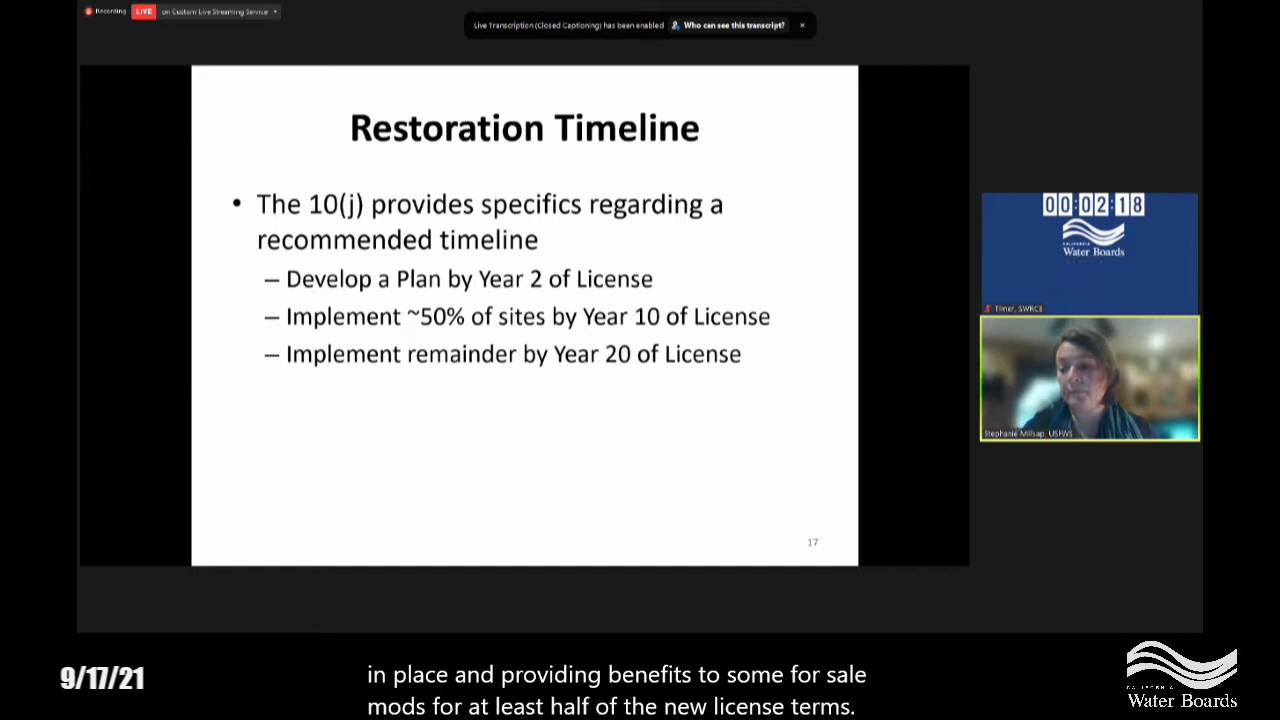 Recording
LIVE
on Custom Live Streaming Service
Live Transcription (Closed Captioning) has been enabled
Who can see this transcript?
Restoration Timeline
• The 10(j) provides specifics regarding a
recommended timeline
– Develop a Plan by Year 2 of License
– Implement ~50% of sites by Year 10 of License
– Implement remainder by Year 20 of License
17
00:02:18
CALIFORNIA
Water Boards
Timer, SWRCB
Stephanie Millsap, USFWS
9/17/21
in place and providing benefits to some for sale
mods for at least half of the new license terms.
CALIFORNIA
Water Boards